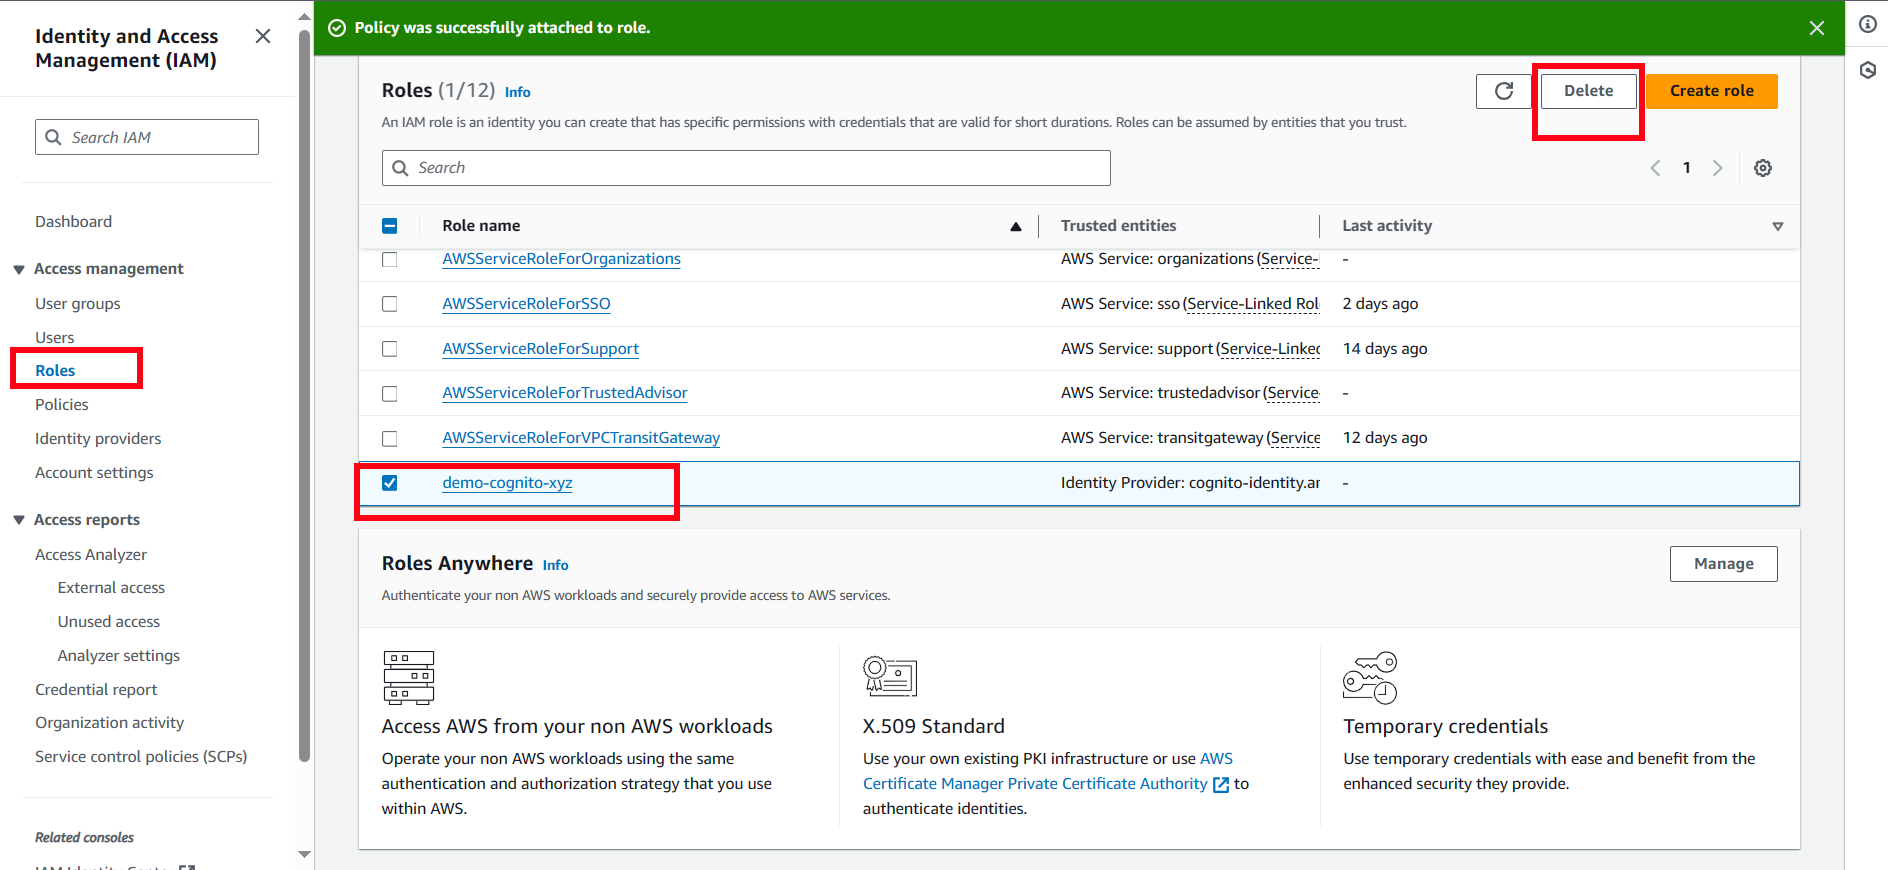 Policy was successfully attached to role.
Identity and Access
Management (IAM)
Search IAM
Dashboard
Access management
User groups
Users
Roles
Policies
Identity providers
Account settings
Access reports
Access Analyzer
External access
Unused access
Analyzer settings
Credential report
Organization activity
Service control policies (SCPs)
Related consoles
Roles (1/12) Info
Delete
Create role
An IAM role is an identity you can create that has specific permissions with credentials that are valid for short durations. Roles can be assumed by entities that you trust.
Search
1
Role name Trusted entities Last activity
AWSServiceRoleForOrganizations AWS Service: organizations (Service- -
AWSServiceRoleForSSO AWS Service: sso (Service-Linked Rol 2 days ago
AWSServiceRoleForSupport AWS Service: support (Service-Linked 14 days ago
AWSServiceRoleForTrustedAdvisor AWS Service: trustedadvisor (Service- -
AWSServiceRoleForVPCTransitGateway AWS Service: transitgateway (Service 12 days ago
demo-cognito-xyz Identity Provider: cognito-identity.ar -
Roles Anywhere Info
Manage
Authenticate your non AWS workloads and securely provide access to AWS services.
Access AWS from your non AWS workloads
Operate your non AWS workloads using the same
authentication and authorization strategy that you use
within AWS.
X.509 Standard
Use your own existing PKI infrastructure or use AWS
Certificate Manager Private Certificate Authority to
authenticate identities.
Temporary credentials
Use temporary credentials with ease and benefit from the
enhanced security they provide.